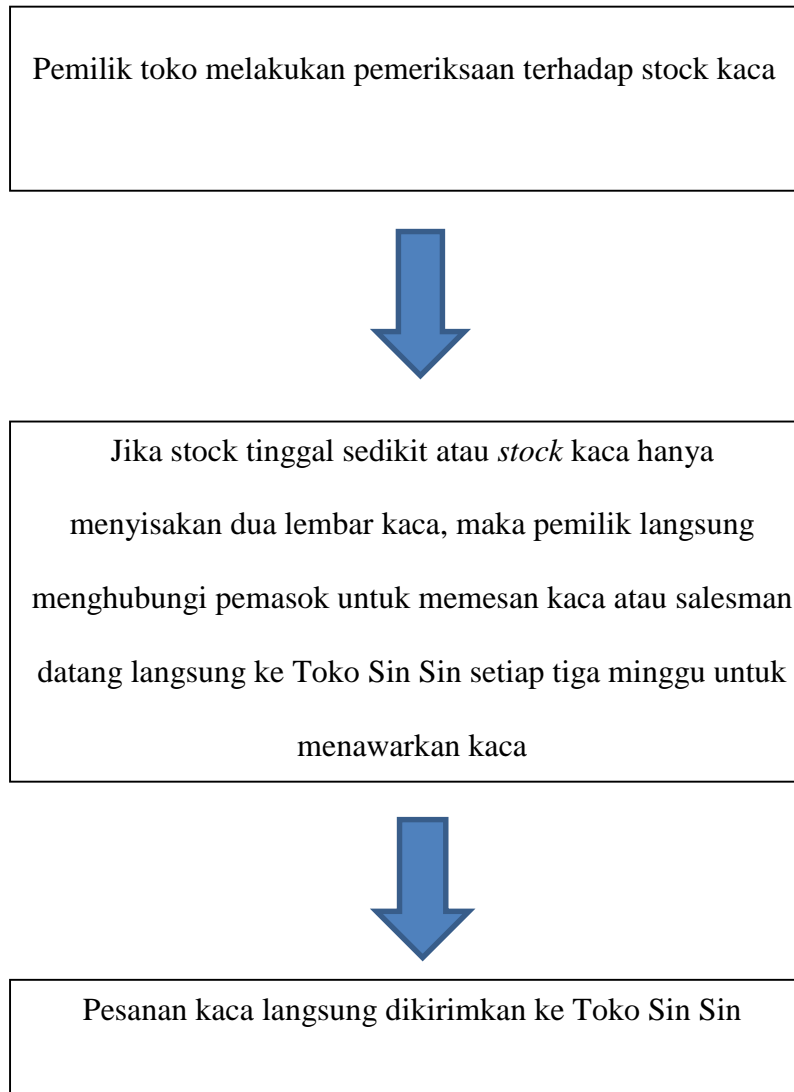 Pemilik toko melakukan pemeriksaan terhadap stock kaca
Jika stock tinggal sedikit atau stock kaca hanya
menyisakan dua lembar kaca, maka pemilik langsung
menghubungi pemasok untuk memesan kaca atau salesman
datang langsung ke Toko Sin Sin setiap tiga minggu untuk
menawarkan kaca
Pesanan kaca langsung dikirimkan ke Toko Sin Sin